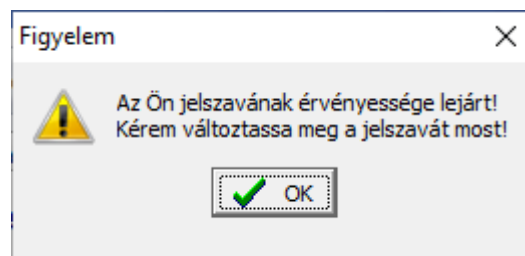 Figyelem
Az Ön jelszavának érvényessége lejárt!
Kérem változtassa meg a jelszavát most!
OK